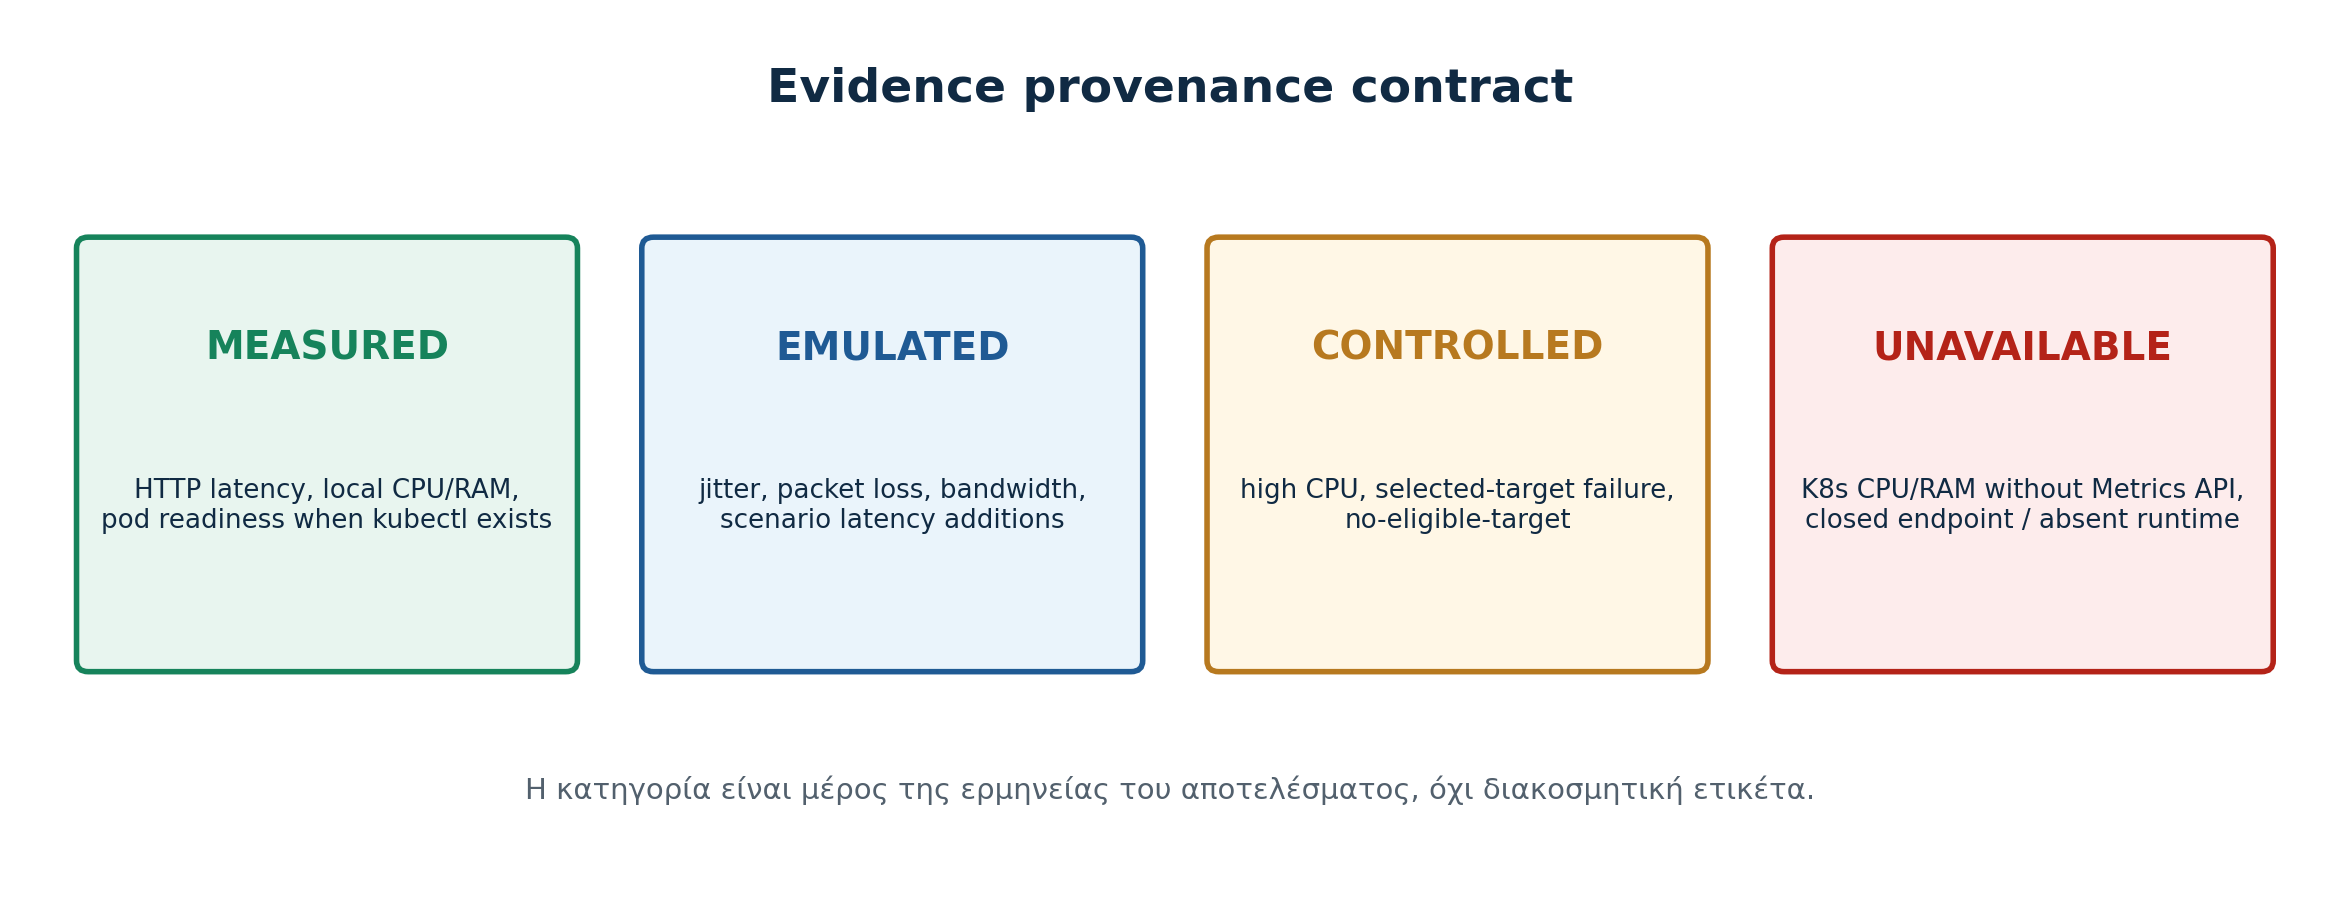 Evidence provenance contract
MEASURED
HTTP latency, local CPU/RAM,
pod readiness when kubectl exists
EMULATED
jitter, packet loss, bandwidth,
scenario latency additions
CONTROLLED
high CPU, selected-target failure,
no-eligible-target
UNAVAILABLE
K8s CPU/RAM without Metrics API,
closed endpoint / absent runtime
Η κατηγορία είναι μέρος της ερμηνείας του αποτελέσματος, όχι διακοσμητική ετικέτα.